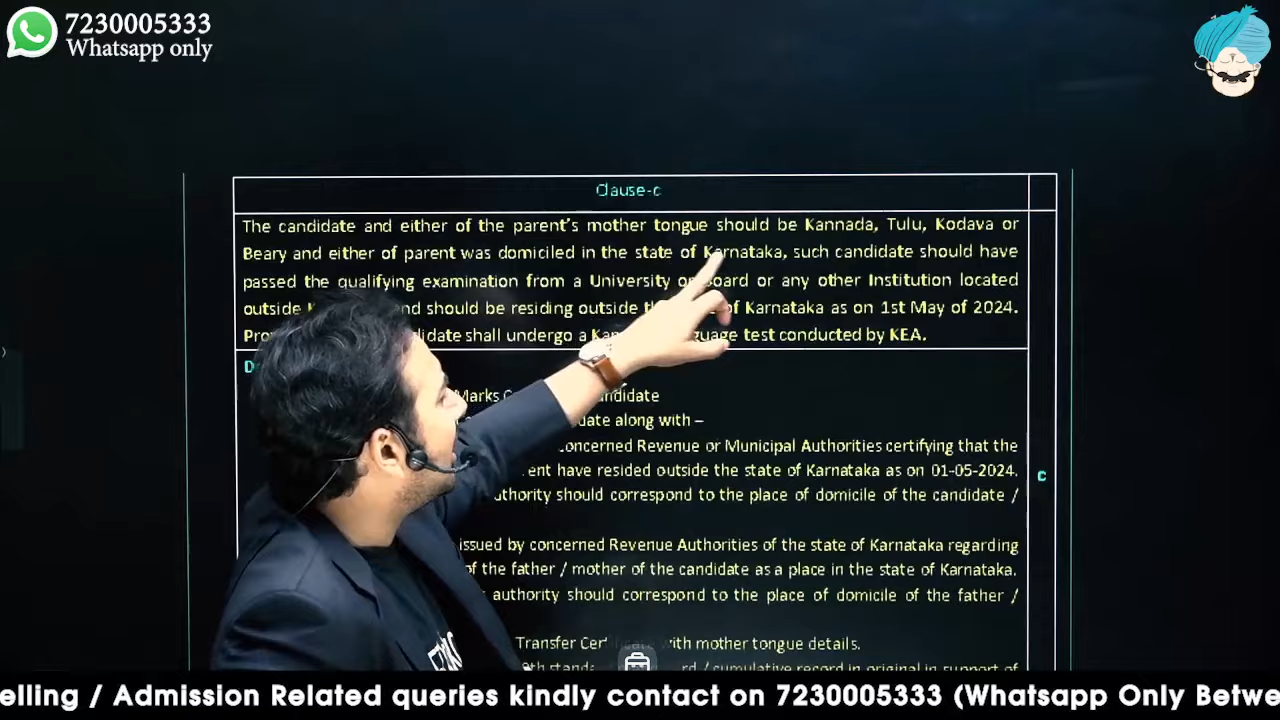 7230005333
Whatsapp only
Clause-c
The candidate and either of the parent's mother tongue should be Kannada, Tulu, Kodava or
Beary and either of parent was domiciled in the state of Karnataka, such candidate should have
passed the qualifying examination from a University or Board or any other Institution located
outside and should be residing outside of Karnataka as on 1st May of 2024.
shall undergo a test conducted by KEA.
Marks
along with –
concerned Revenue or Municipal Authorities certifying that the
have resided outside the state of Karnataka as on 01-05-2024.
C
should correspond to the place of domicile of the candidate /
issued by concerned Revenue Authorities of the state of Karnataka regarding
of the father / mother of the candidate as a place in the state of Karnataka.
authority should correspond to the place of domicile of the father /
Transfer with mother tongue details.
/ cumulative record in original in support of
elling / Admission Related queries kindly contact on 7230005333 (Whatsapp Only Betwe